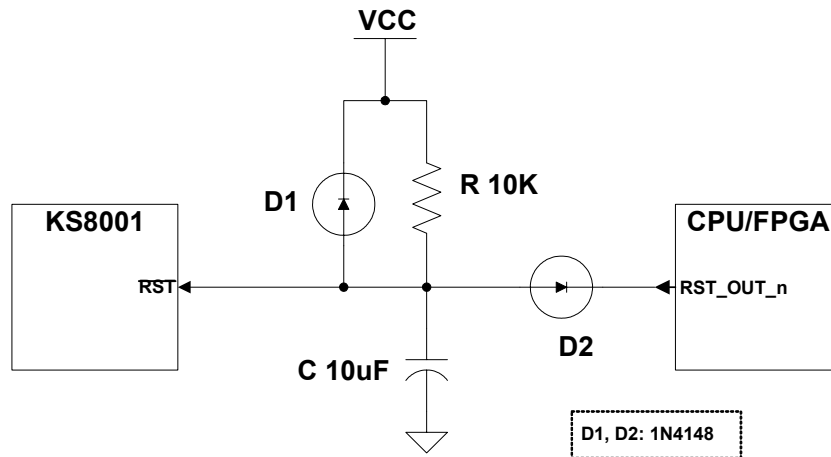 VCC
R 10K
D1
KS8001
CPU/FPGA
RST
RST_OUT_n
D2
C 10uF
D1, D2: 1N4148